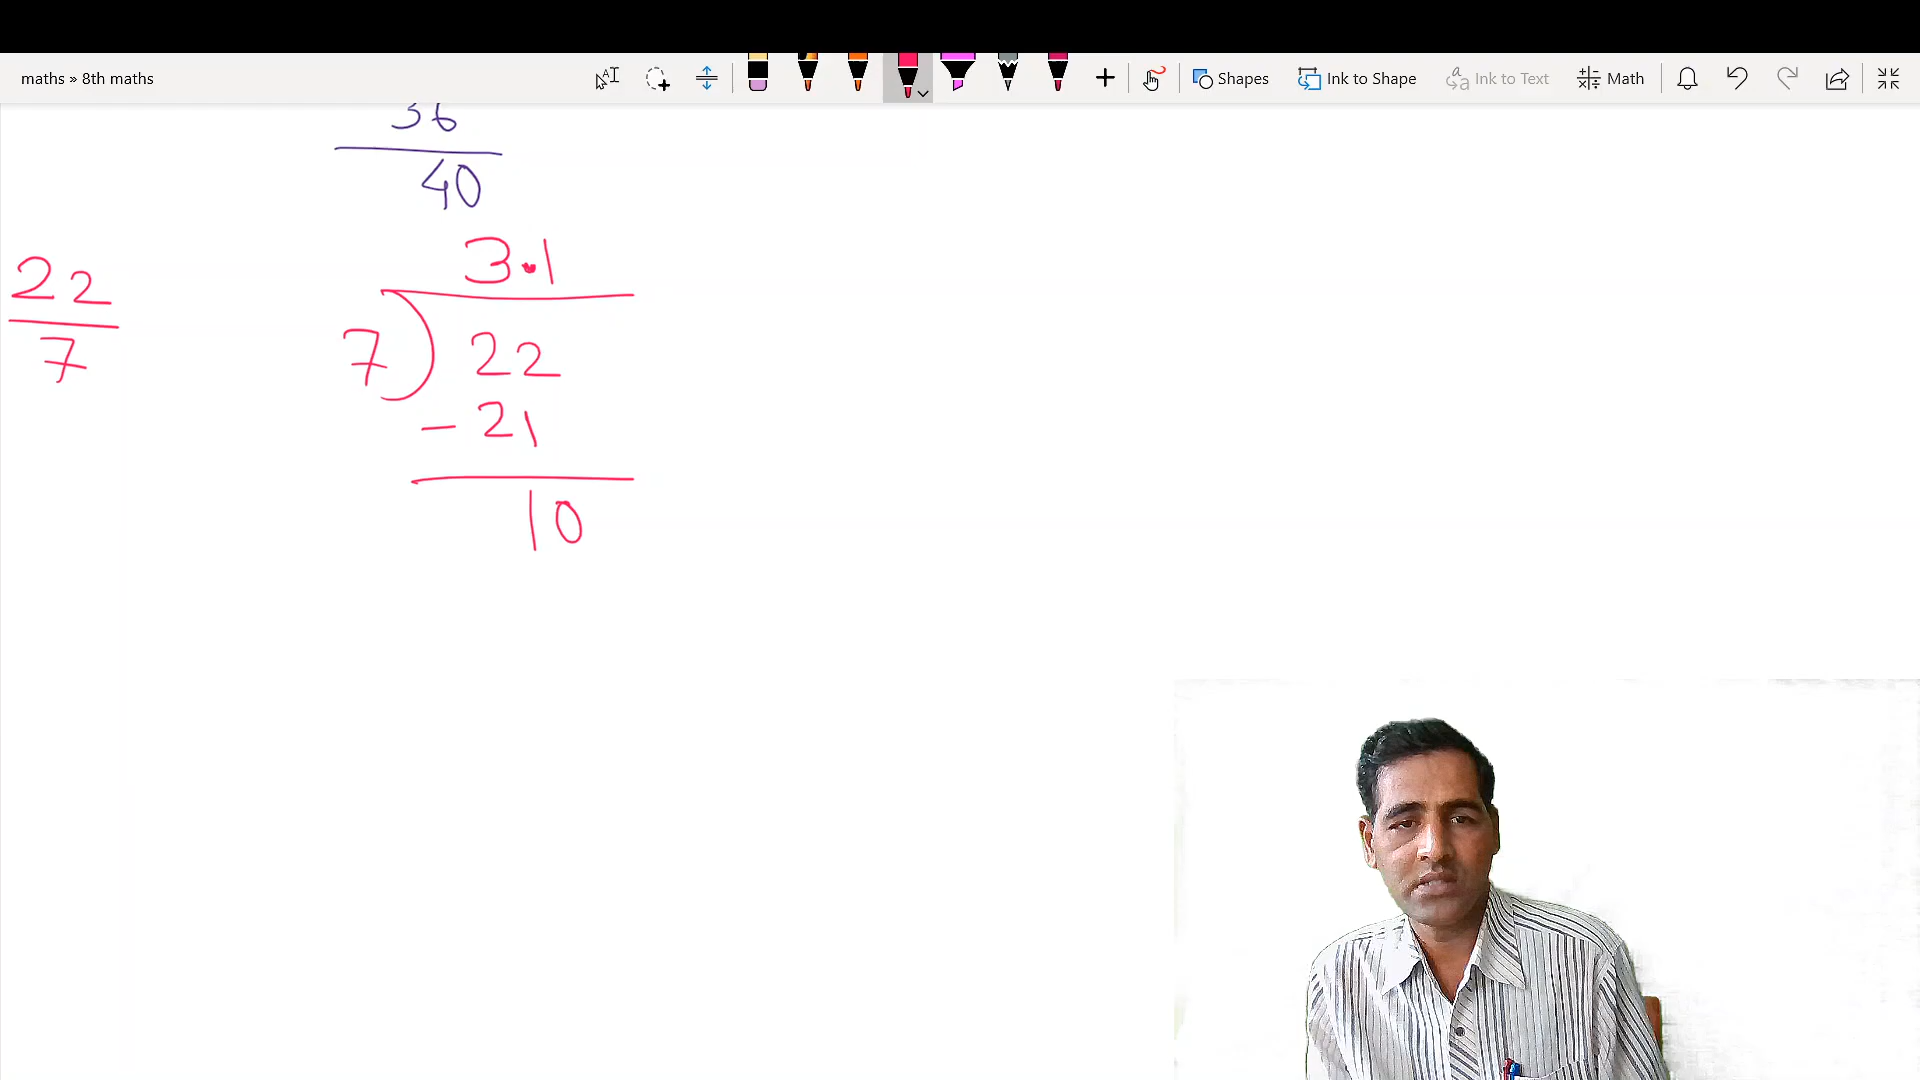 maths » 8th maths
Shapes
Ink to Shape
Ink to Text
Math
36
40
3.1
22
7
7
22
- 21
10